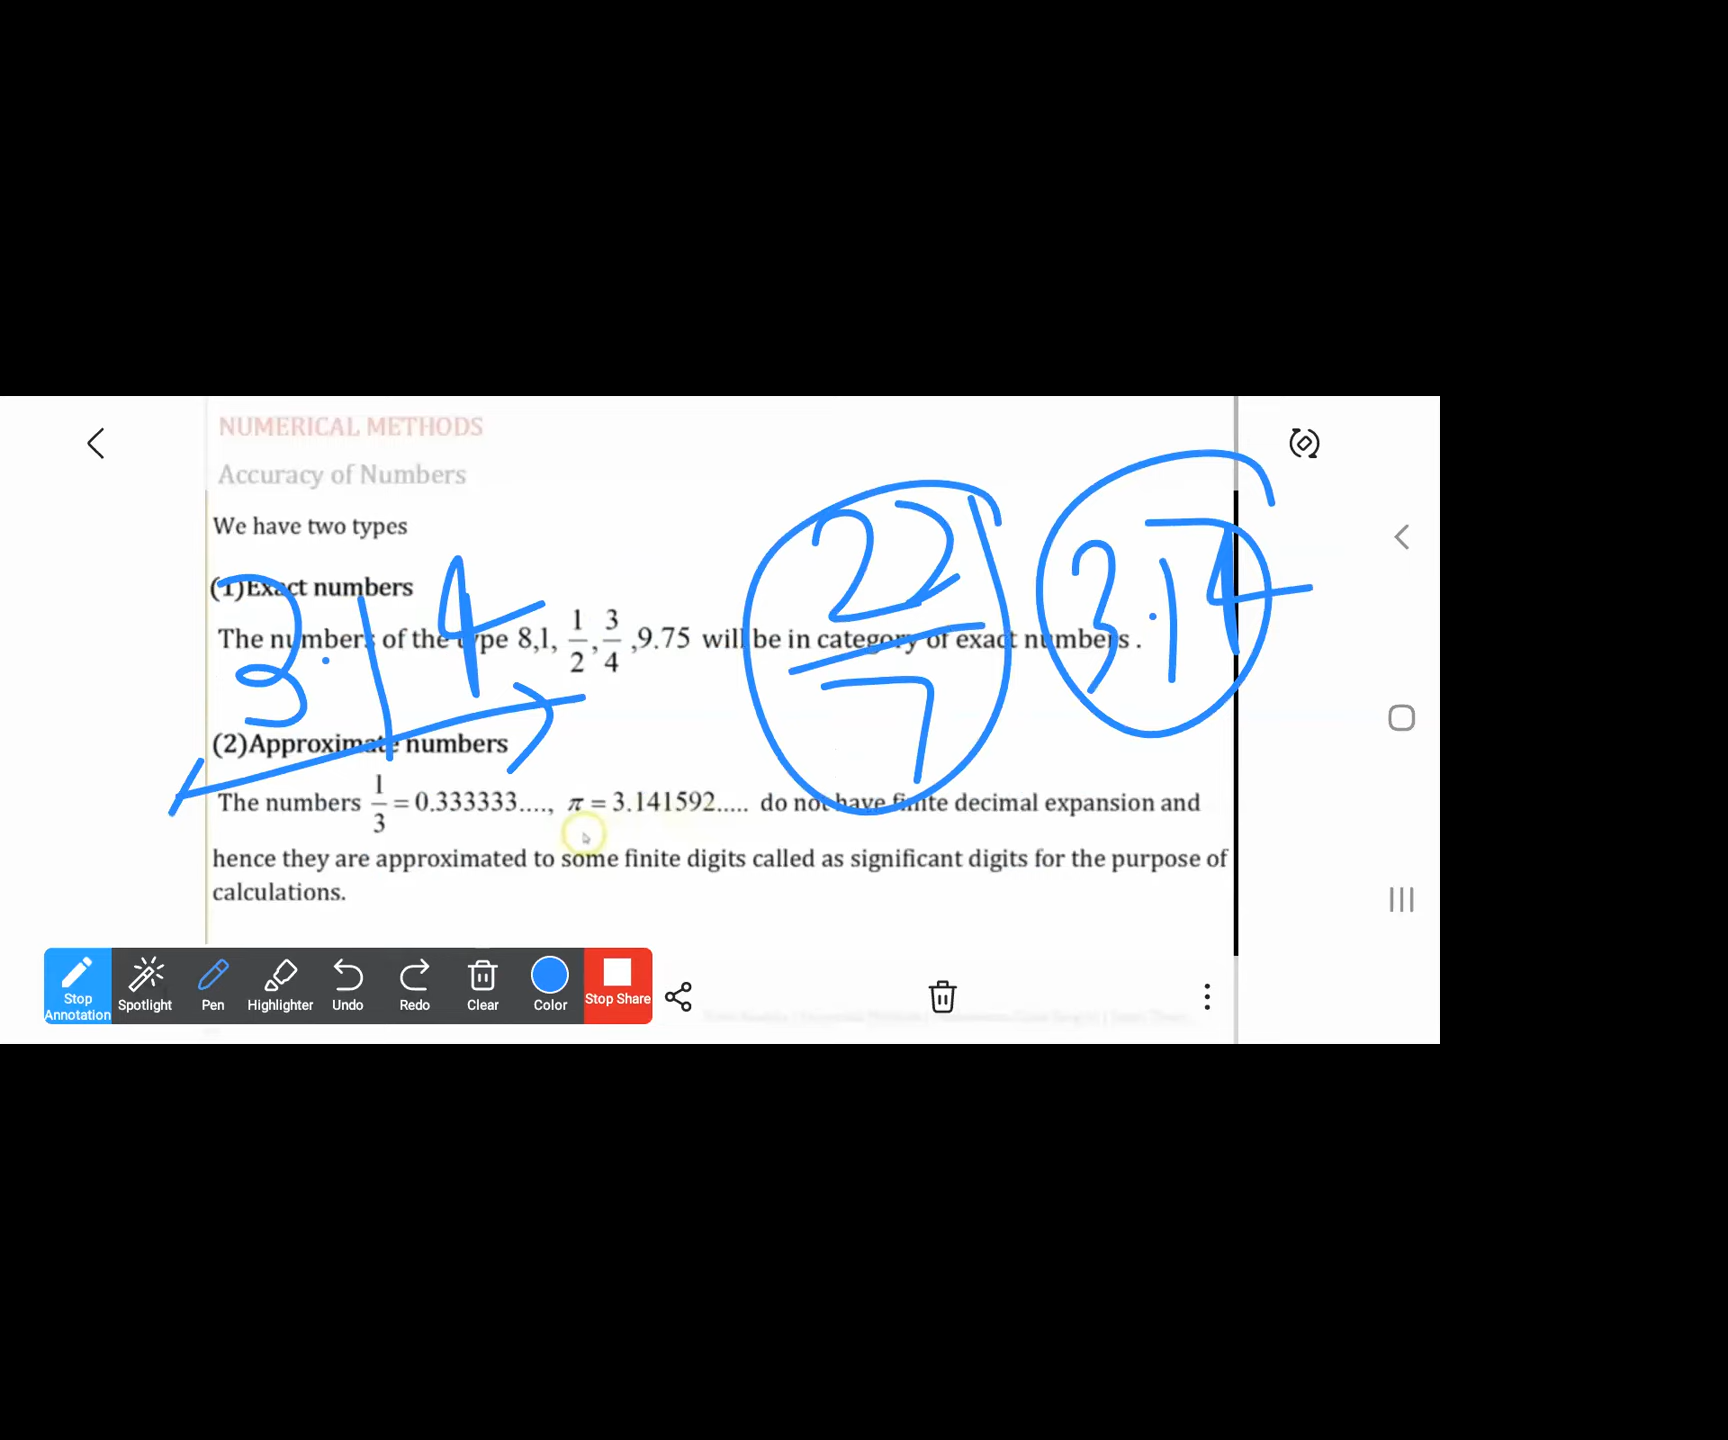 NUMERICAL METHODS
Accuracy of Numbers
We have two types
(1)Exact numbers
The numbers of the type 8,1, 1/2, 3/4, 9.75 will be in category of exact numbers .
3.14
22/7
3.14
(2)Approximate numbers
The numbers 1/3 = 0.333333...., π = 3.141592..... do not have finite decimal expansion and
hence they are approximated to some finite digits called as significant digits for the purpose of
calculations.
Stop Annotation
Spotlight
Pen
Highlighter
Undo
Redo
Clear
Color
Stop Share